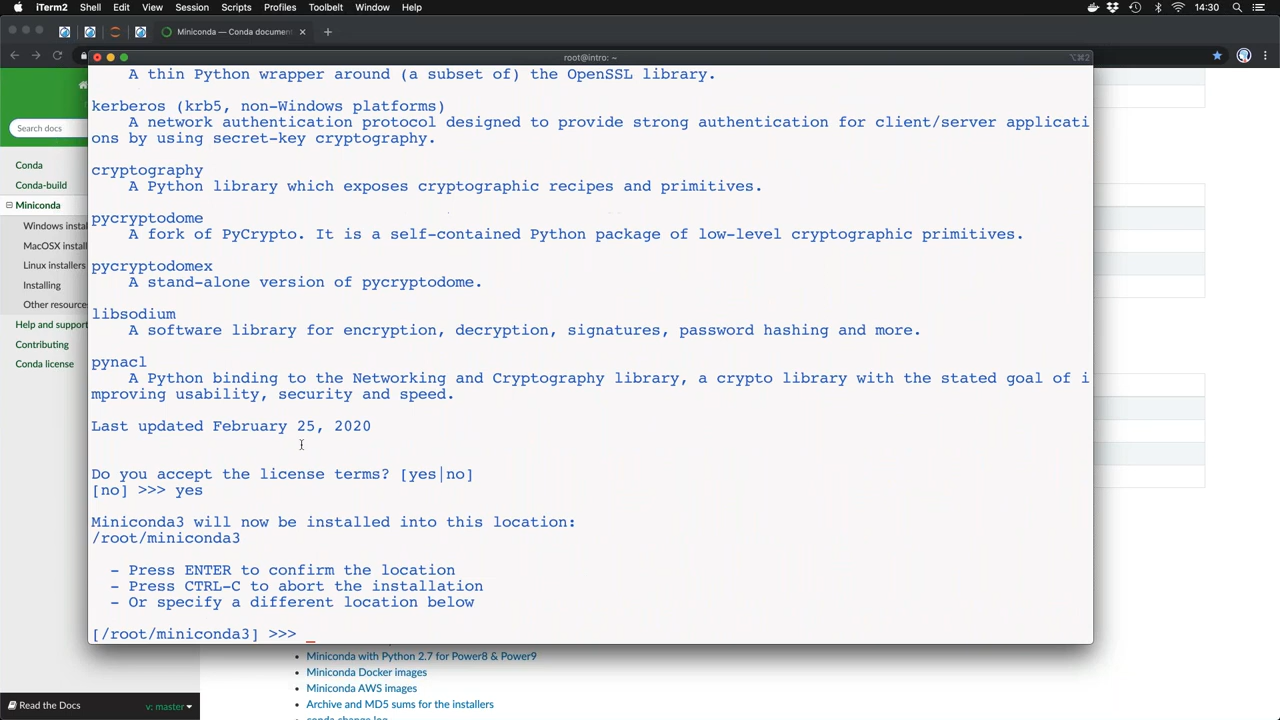 iTerm2 Shell Edit View Session Scripts Profiles Toolbelt Window Help 14:30
Miniconda — Conda documen
root@intro: ~ ⌥⌘2
A thin Python wrapper around (a subset of) the OpenSSL library.
kerberos (krb5, non-Windows platforms)
A network authentication protocol designed to provide strong authentication for client/server applicati
ons by using secret-key cryptography.
cryptography
A Python library which exposes cryptographic recipes and primitives.
pycryptodome
A fork of PyCrypto. It is a self-contained Python package of low-level cryptographic primitives.
pycryptodomex
A stand-alone version of pycryptodome.
libsodium
A software library for encryption, decryption, signatures, password hashing and more.
pynacl
A Python binding to the Networking and Cryptography library, a crypto library with the stated goal of i
mproving usability, security and speed.
Last updated February 25, 2020
Do you accept the license terms? [yes|no]
[no] >>> yes
Miniconda3 will now be installed into this location:
/root/miniconda3
- Press ENTER to confirm the location
- Press CTRL-C to abort the installation
- Or specify a different location below
[/root/miniconda3] >>> _
Search docs
Conda
Conda-build
Miniconda
Windows instal
MacOSX install
Linux installers
Installing
Other resource
Help and support
Contributing
Conda license
Read the Docs v: master
Miniconda with Python 2.7 for Power8 & Power9
Miniconda Docker images
Miniconda AWS images
Archive and MD5 sums for the installers
conda change log